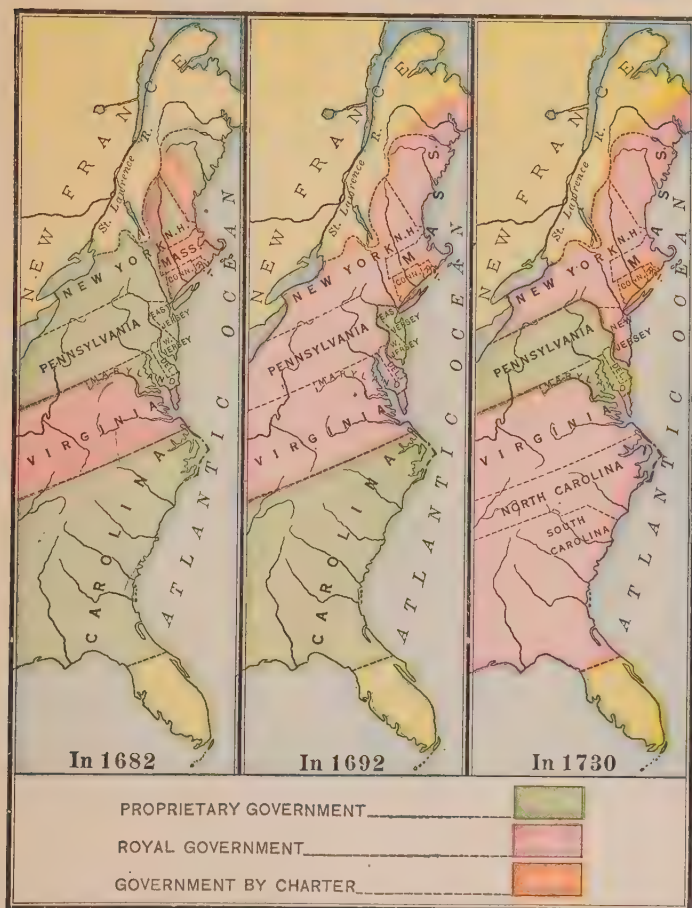 NEW FRANCE
St. Lawrence R.
NEW YORK
N.H.
MASS.
CONN.
R.I.
EAST JERSEY
W. JERSEY
PENNSYLVANIA
MARY
VIRGINIA
CAROLINA
ATLANTIC OCEAN
In 1682
NEW FRANCE
St. Lawrence R.
NEW YORK
N.H.
MASS.
CONN.
R.I.
EAST JERSEY
W. JERSEY
PENNSYLVANIA
MARY
VIRGINIA
CAROLINA
ATLANTIC OCEAN
In 1692
NEW FRANCE
St. Lawrence R.
NEW YORK
N.H.
MASS.
CONN.
NEW JERSEY
PENNSYLVANIA
MARY
VIRGINIA
NORTH CAROLINA
SOUTH
CAROLINA
ATLANTIC OCEAN
In 1730
PROPRIETARY GOVERNMENT
ROYAL GOVERNMENT
GOVERNMENT BY CHARTER